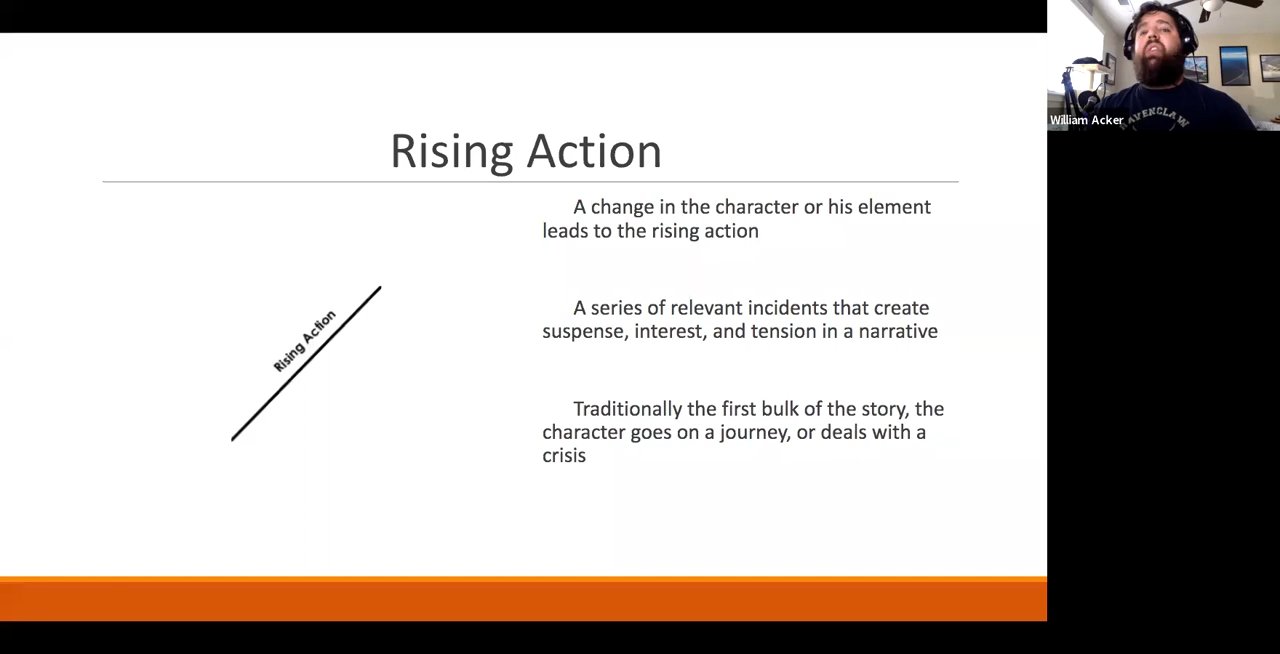 Rising Action
A change in the character or his element
leads to the rising action
A series of relevant incidents that create
suspense, interest, and tension in a narrative
Traditionally the first bulk of the story, the
character goes on a journey, or deals with a
crisis
Rising Action
William Acker